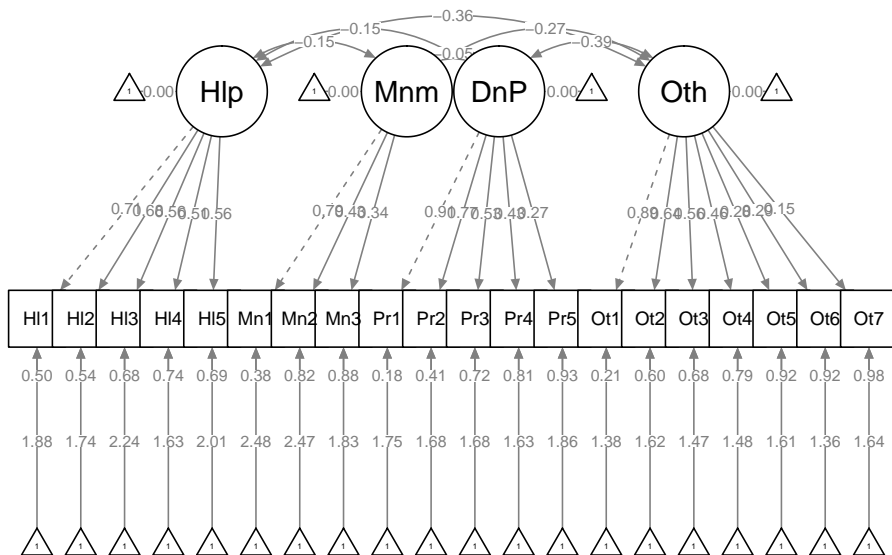 −0.36
−0.15 −0.27
−0.15 −0.05 −0.39
1 0.00 Hlp 1 0.00 Mnm DnP 0.00 1 Oth 0.00 1
0.71 0.56 0.51 0.56 0.79 0.43 0.34 0.90 0.77 0.53 0.43 0.27 0.89 0.64 0.56 0.46 0.28 0.29 0.15
Hl1 Hl2 Hl3 Hl4 Hl5 Mn1 Mn2 Mn3 Pr1 Pr2 Pr3 Pr4 Pr5 Ot1 Ot2 Ot3 Ot4 Ot5 Ot6 Ot7
0.50 0.54 0.68 0.74 0.69 0.38 0.82 0.88 0.18 0.41 0.72 0.81 0.93 0.21 0.60 0.68 0.79 0.92 0.92 0.98
1.88 1.74 2.24 1.63 2.01 2.48 2.47 1.83 1.75 1.68 1.68 1.63 1.86 1.38 1.62 1.47 1.48 1.61 1.36 1.64
1 1 1 1 1 1 1 1 1 1 1 1 1 1 1 1 1 1 1 1